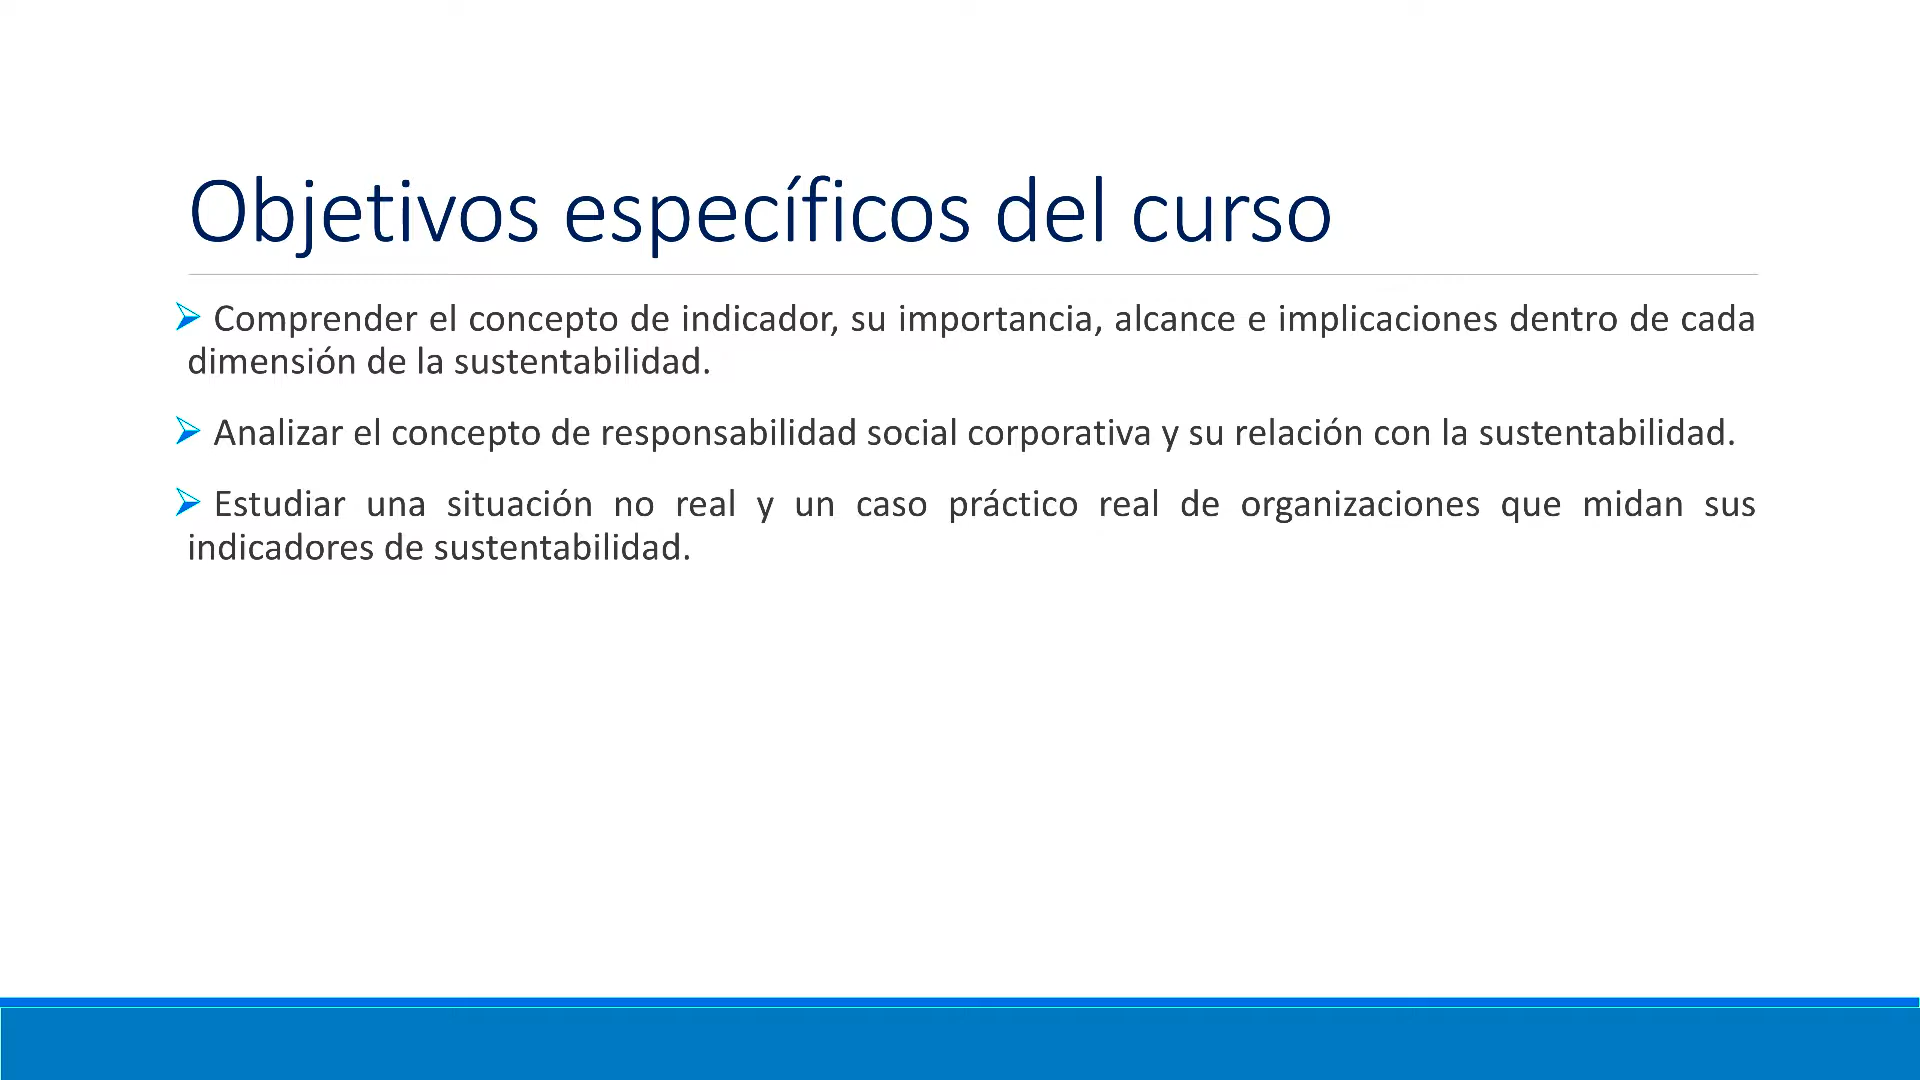 Objetivos específicos del curso
Comprender el concepto de indicador, su importancia, alcance e implicaciones dentro de cada
dimensión de la sustentabilidad.
Analizar el concepto de responsabilidad social corporativa y su relación con la sustentabilidad.
Estudiar una situación no real y un caso práctico real de organizaciones que midan sus
indicadores de sustentabilidad.